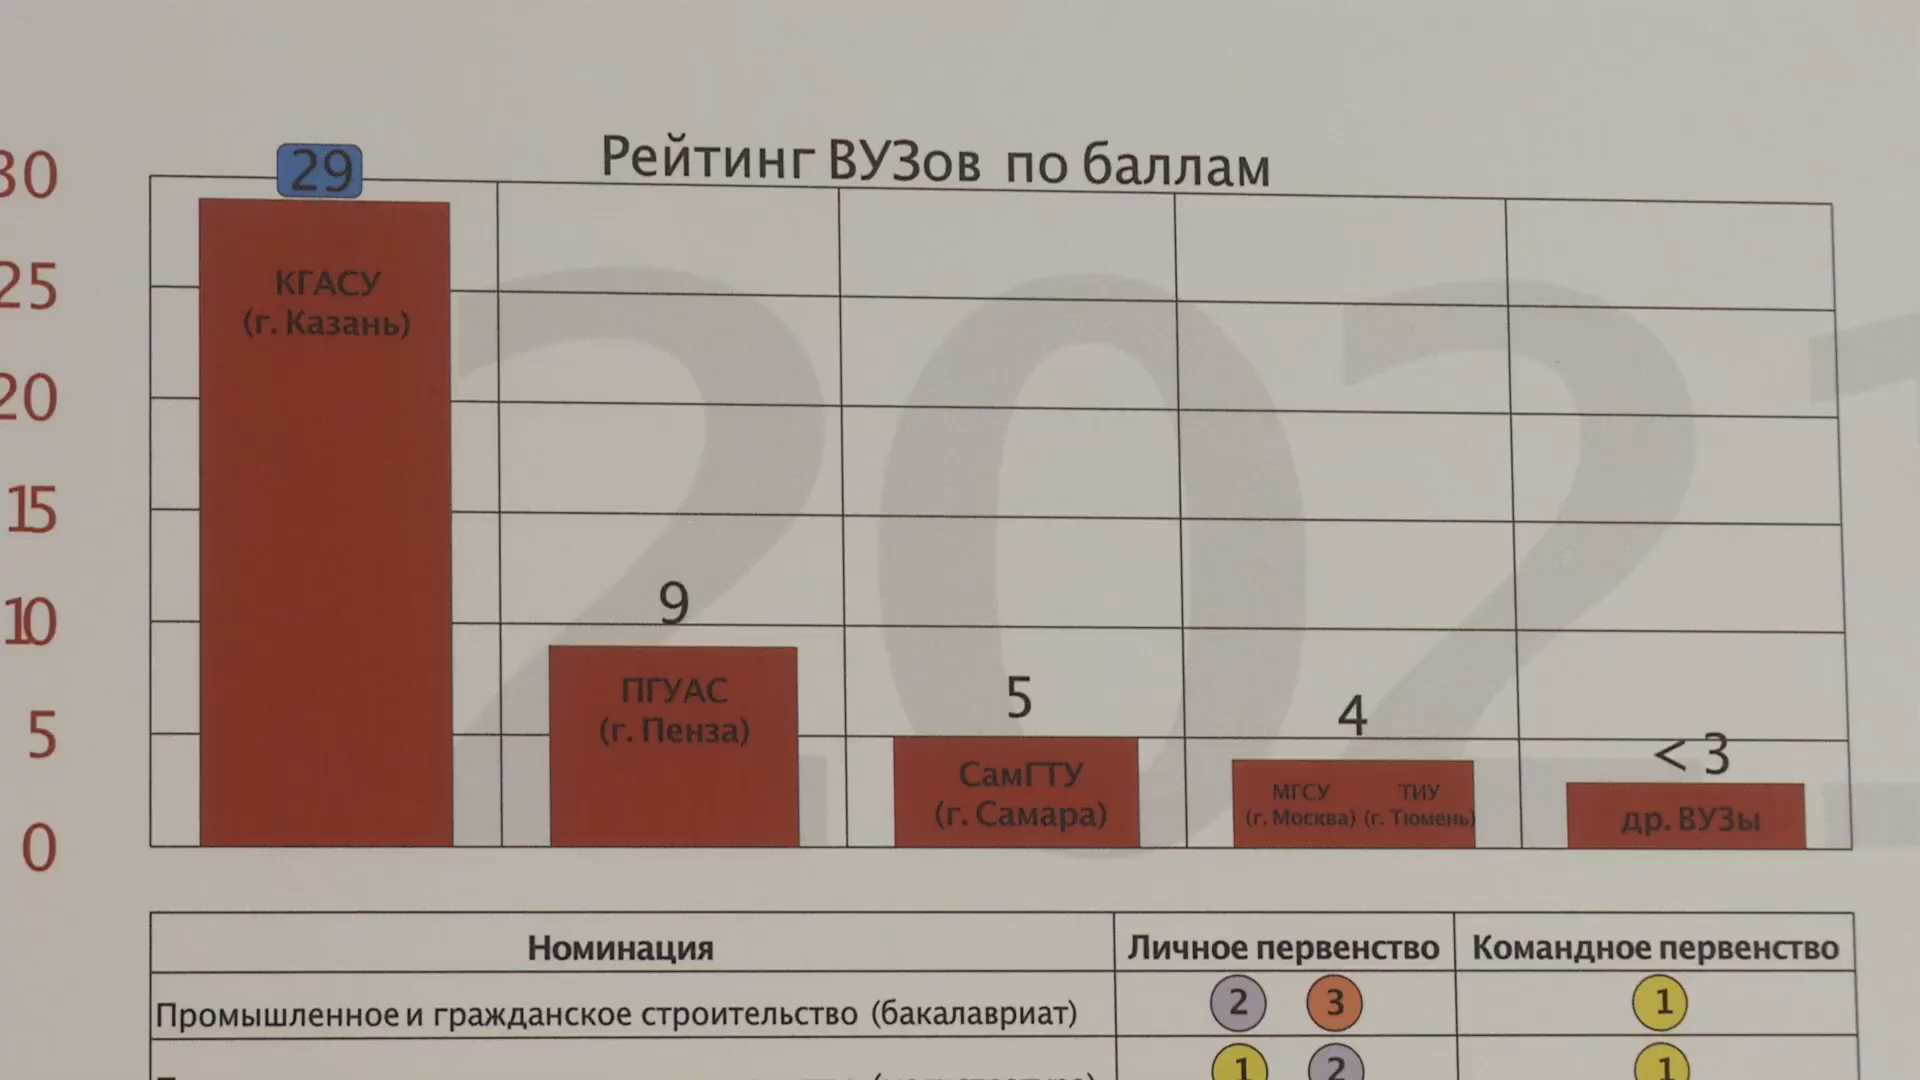 Рейтинг ВУЗов по баллам
30
25
20
15
10
5
0
29
КГАСУ
(г. Казань)
9
ПГУАС
(г. Пенза)
5
СамГТУ
(г. Самара)
4
МГСУ ТИУ
(г. Москва) (г. Тюмень)
< 3
др. ВУЗы
202
Номинация Личное первенство Командное первенство
Промышленное и гражданское строительство (бакалавриат) 2 3 1
1 2 1